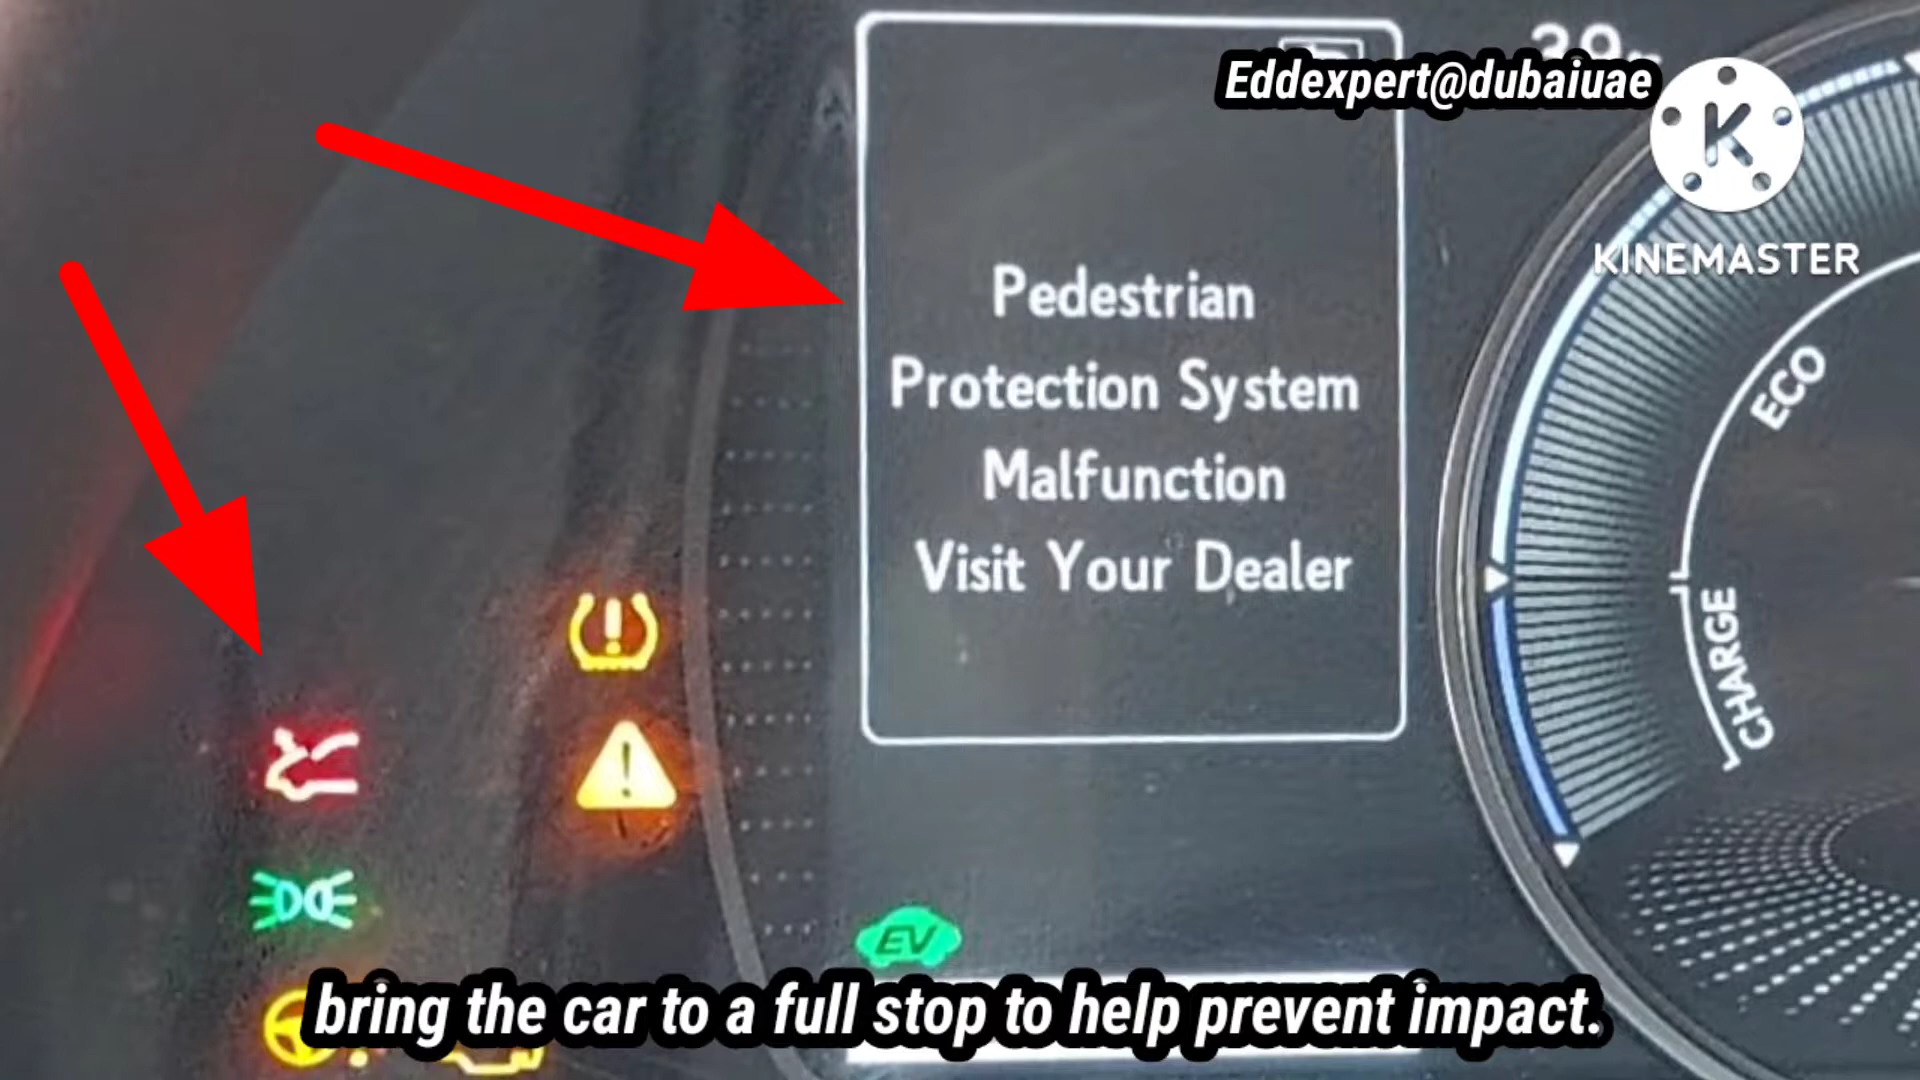 Eddexpert@dubaiuae
KINEMASTER
Pedestrian
Protection System
Malfunction
Visit Your Dealer
ECO
CHARGE
EV
bring the car to a full stop to help prevent impact.